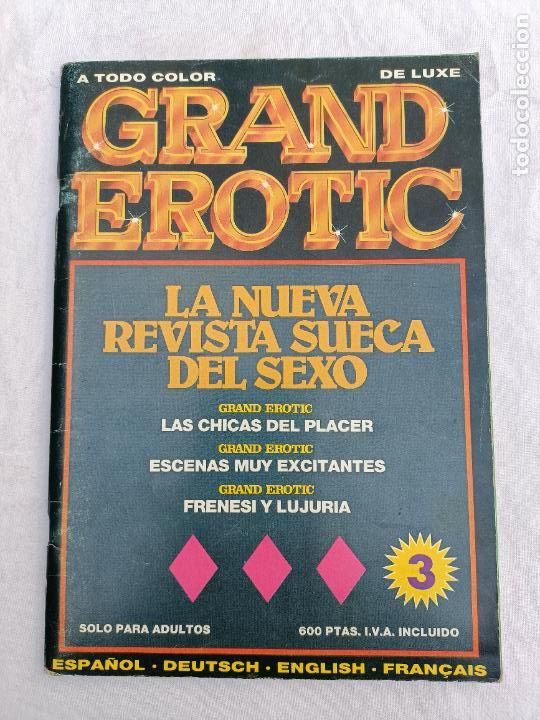 A TODO COLOR DE LUXE
GRAND
EROTIC
LA NUEVA
REVISTA SUECA
DEL SEXO
GRAND EROTIC
LAS CHICAS DEL PLACER
GRAND EROTIC
ESCENAS MUY EXCITANTES
GRAND EROTIC
FRENESI Y LUJURIA
3
SOLO PARA ADULTOS 600 PTAS. I.V.A. INCLUIDO
ESPAÑOL · DEUTSCH · ENGLISH · FRANÇAIS
todocoleccion